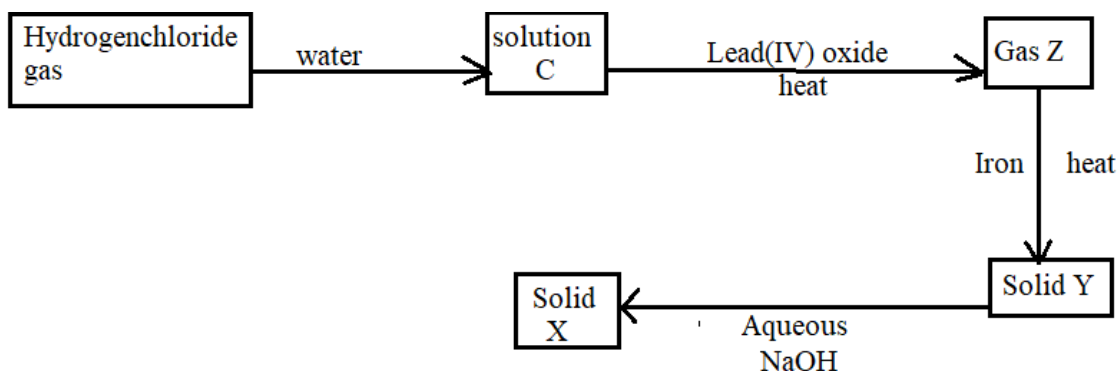 Hydrogenchloride
gas
water
solution
C
Lead(IV) oxide
heat
Gas Z
Iron
heat
Solid Y
Aqueous
NaOH
Solid
X